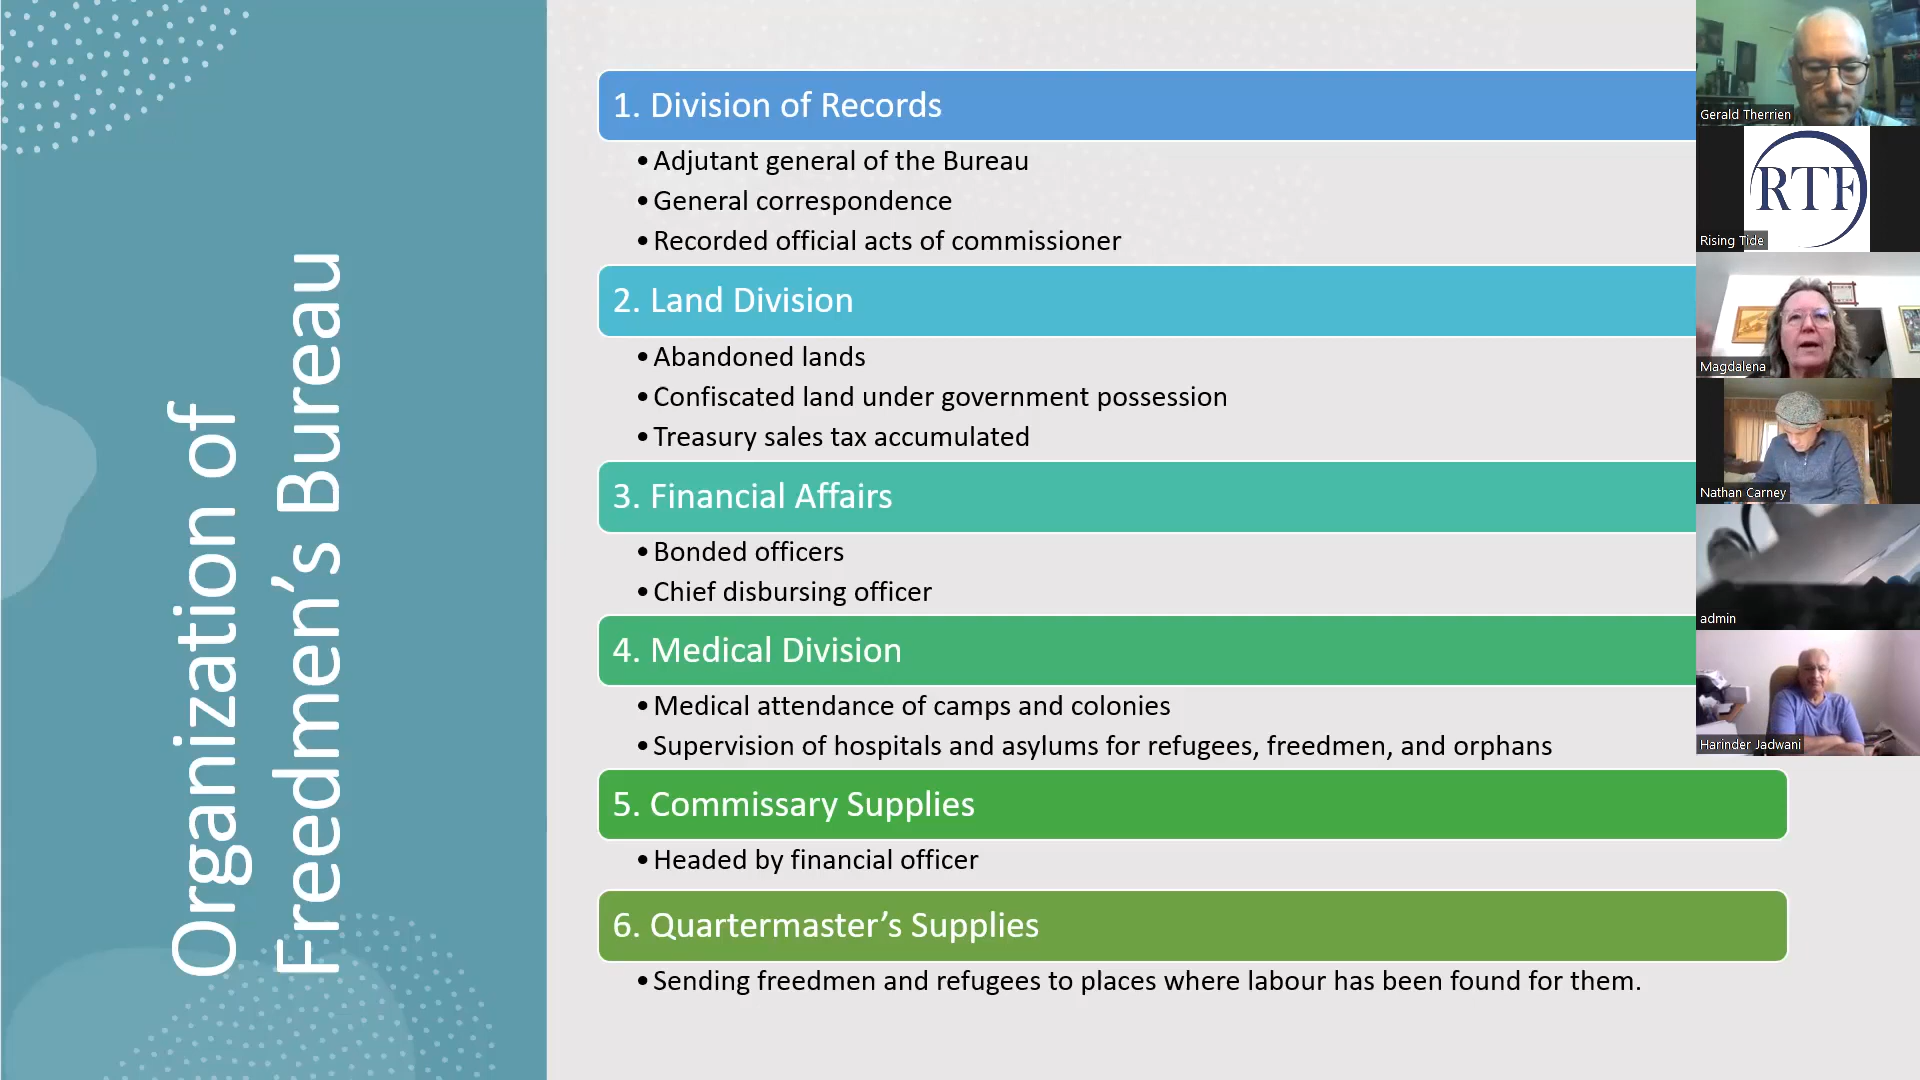 Organization of
Freedmen’s Bureau
1. Division of Records
•Adjutant general of the Bureau
•General correspondence
•Recorded official acts of commissioner
2. Land Division
•Abandoned lands
•Confiscated land under government possession
•Treasury sales tax accumulated
3. Financial Affairs
•Bonded officers
•Chief disbursing officer
4. Medical Division
•Medical attendance of camps and colonies
•Supervision of hospitals and asylums for refugees, freedmen, and orphans
5. Commissary Supplies
•Headed by financial officer
6. Quartermaster’s Supplies
•Sending freedmen and refugees to places where labour has been found for them.
Gerald Therrien
RTF
Rising Tide
Magdalena
Nathan Carney
admin
Harinder Jadwani